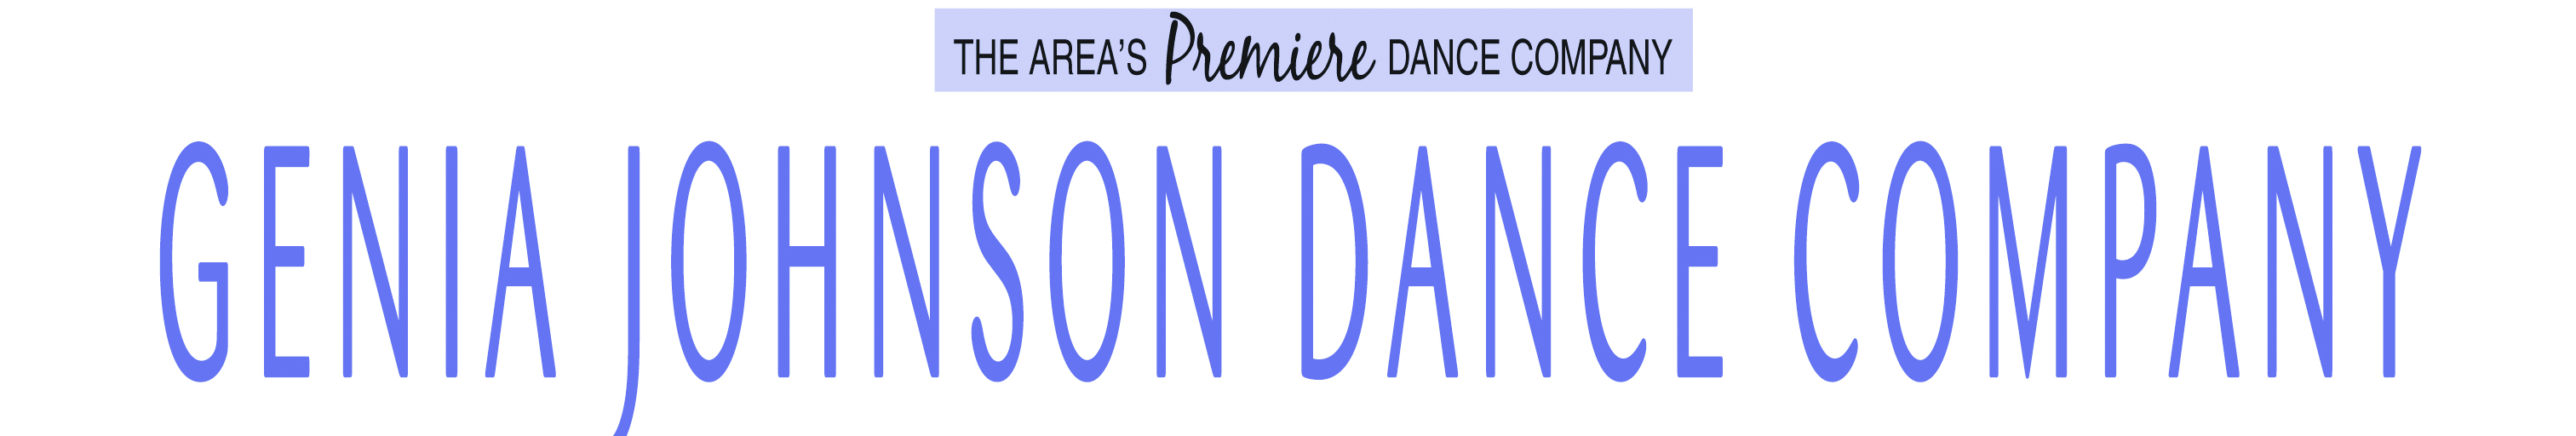 THE AREA’S Premiere DANCE COMPANY
GENIA JOHNSON DANCE COMPANY